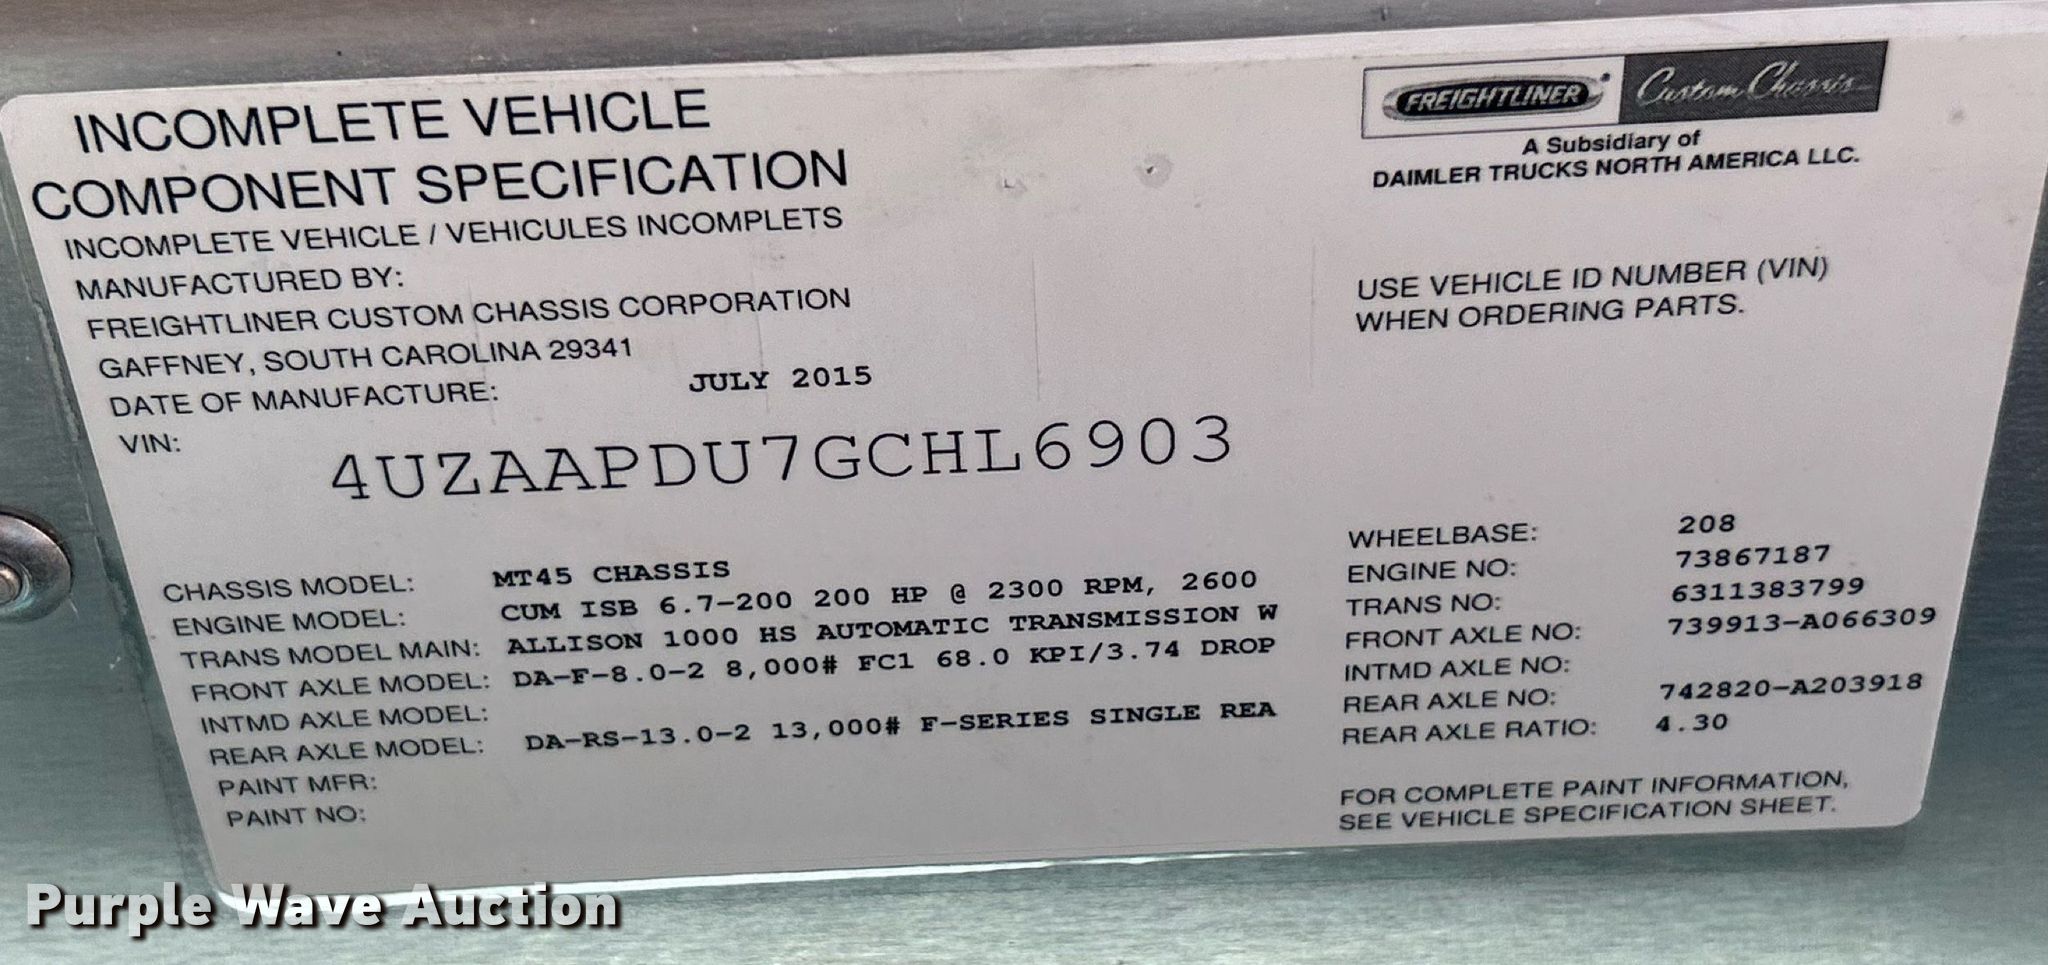 FREIGHTLINER Custom Chassis
A Subsidiary of
DAIMLER TRUCKS NORTH AMERICA LLC.
INCOMPLETE VEHICLE
COMPONENT SPECIFICATION
INCOMPLETE VEHICLE / VEHICULES INCOMPLETS
MANUFACTURED BY:
FREIGHTLINER CUSTOM CHASSIS CORPORATION
GAFFNEY, SOUTH CAROLINA 29341
DATE OF MANUFACTURE: JULY 2015
VIN:
4UZAAPDU7GCHL6903
USE VEHICLE ID NUMBER (VIN)
WHEN ORDERING PARTS.
CHASSIS MODEL: MT45 CHASSIS
ENGINE MODEL: CUM ISB 6.7-200 200 HP @ 2300 RPM, 2600
TRANS MODEL MAIN: ALLISON 1000 HS AUTOMATIC TRANSMISSION W
FRONT AXLE MODEL: DA-F-8.0-2 8,000# FC1 68.0 KPI/3.74 DROP
INTMD AXLE MODEL:
REAR AXLE MODEL: DA-RS-13.0-2 13,000# F-SERIES SINGLE REA
PAINT MFR:
PAINT NO:
WHEELBASE: 208
ENGINE NO: 73867187
TRANS NO: 6311383799
FRONT AXLE NO: 739913-A066309
INTMD AXLE NO:
REAR AXLE NO: 742820-A203918
REAR AXLE RATIO: 4.30
FOR COMPLETE PAINT INFORMATION,
SEE VEHICLE SPECIFICATION SHEET.
Purple Wave Auction